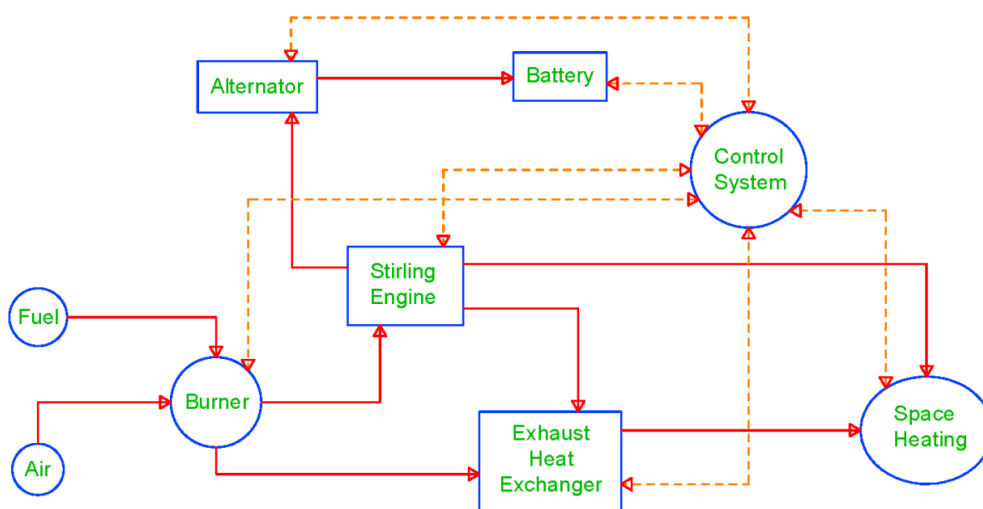 Alternator
Battery
Control
System
Stirling
Engine
Fuel
Burner
Air
Exhaust
Heat
Exchanger
Space
Heating